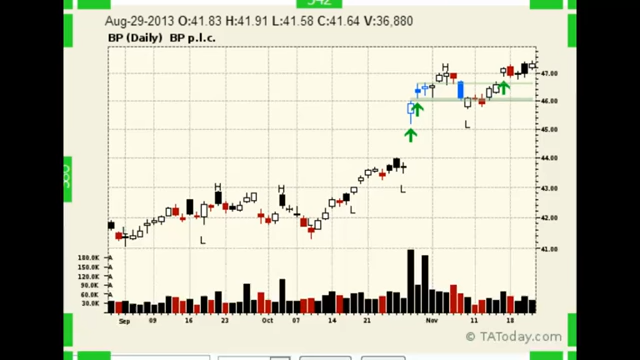 342
Aug-29-2013 O:41.83 H:41.91 L:41.58 C:41.64 V:36,880
BP (Daily) BP p.l.c.
H
47.00
46.00
L
45.00
44.00
H
H
L
43.00
L
42.00
L
41.00
180.0K A
150.0K A
120.0K A
90.0K A
60.0K A
30.0K A
Sep 09 16 23 Oct 07 14 21 Nov 11 18
© TAToday.com